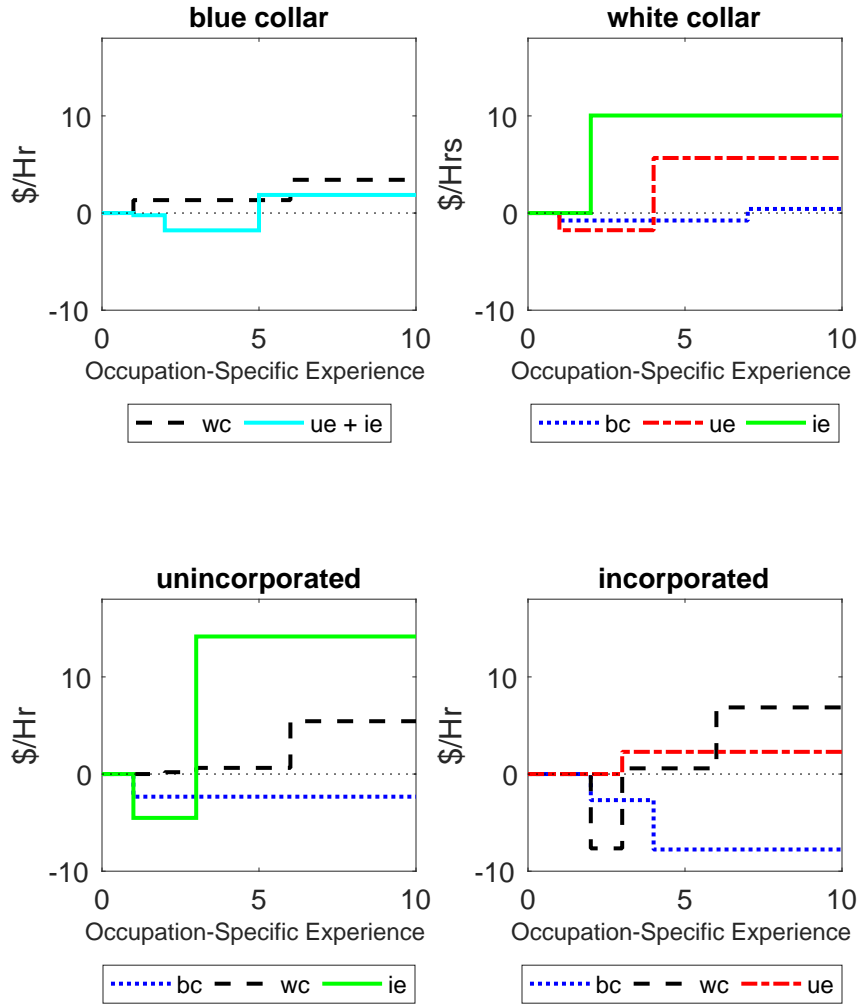 blue collar
$/Hr
10
0
-10
0 5 10
Occupation-Specific Experience
wc ue + ie
white collar
$/Hrs
10
0
-10
0 5 10
Occupation-Specific Experience
bc ue ie
unincorporated
$/Hr
10
0
-10
0 5 10
Occupation-Specific Experience
bc wc ie
incorporated
$/Hr
10
0
-10
0 5 10
Occupation-Specific Experience
bc wc ue